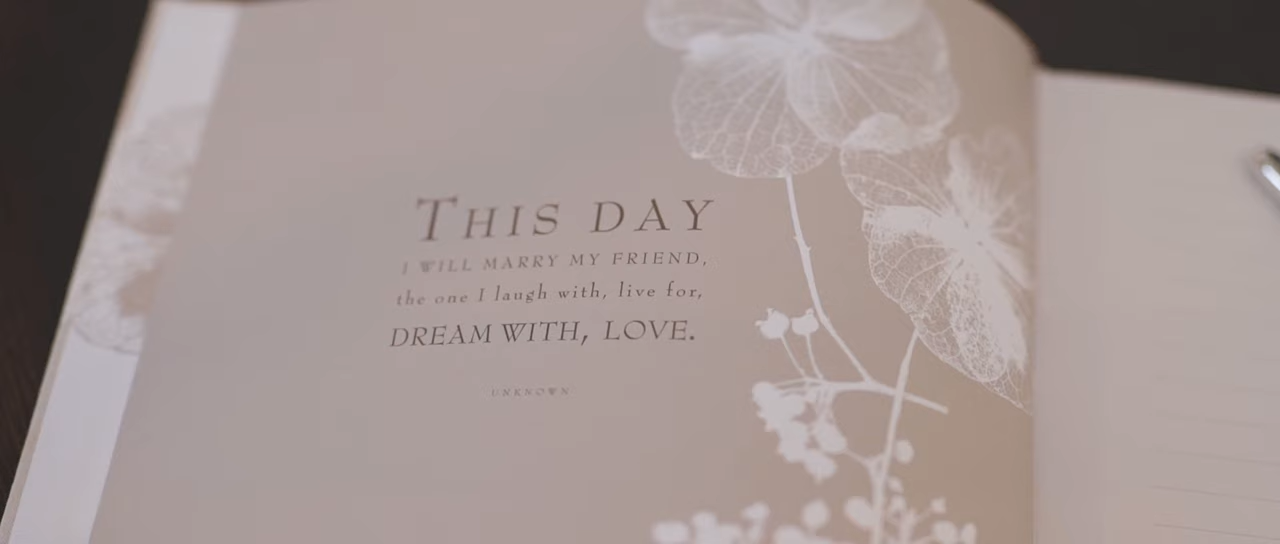 THIS DAY
I WILL MARRY MY FRIEND,
the one I laugh with, live for,
DREAM WITH, LOVE.
UNKNOWN